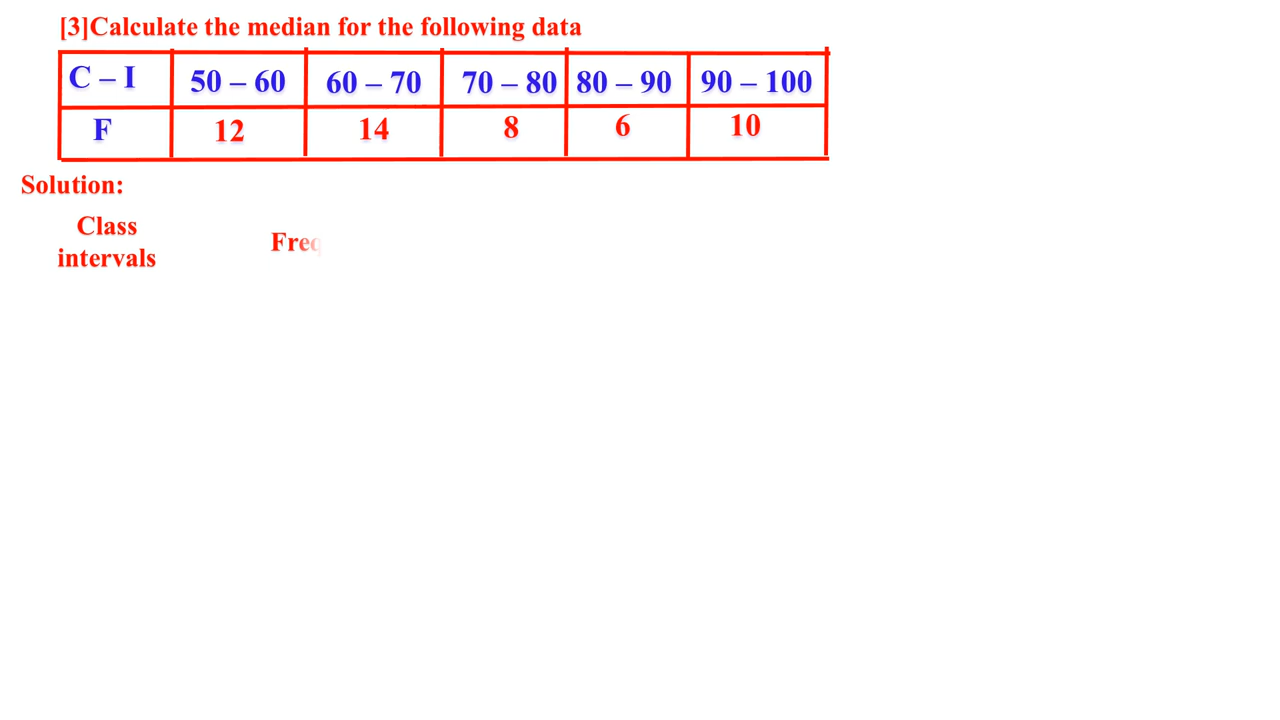 [3]Calculate the median for the following data
C – I 50 – 60 60 – 70 70 – 80 80 – 90 90 – 100
F 12 14 8 6 10
Solution:
Class
intervals
Freq